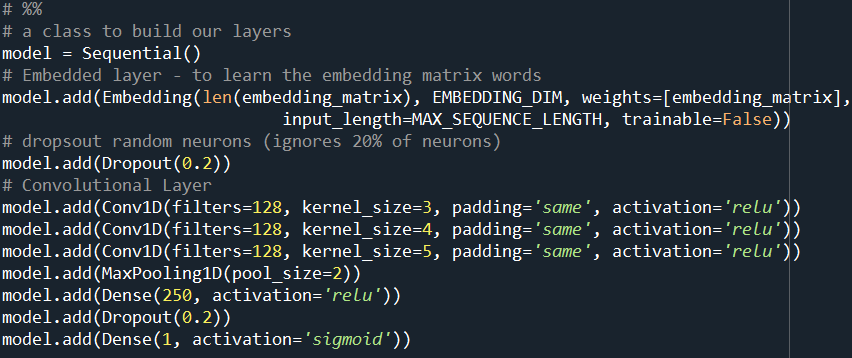 # %%
# a class to build our layers
model = Sequential()
# Embedded layer - to learn the embedding matrix words
model.add(Embedding(len(embedding_matrix), EMBEDDING_DIM, weights=[embedding_matrix],
input_length=MAX_SEQUENCE_LENGTH, trainable=False))
# dropsout random neurons (ignores 20% of neurons)
model.add(Dropout(0.2))
# Convolutional Layer
model.add(Conv1D(filters=128, kernel_size=3, padding='same', activation='relu'))
model.add(Conv1D(filters=128, kernel_size=4, padding='same', activation='relu'))
model.add(Conv1D(filters=128, kernel_size=5, padding='same', activation='relu'))
model.add(MaxPooling1D(pool_size=2))
model.add(Dense(250, activation='relu'))
model.add(Dropout(0.2))
model.add(Dense(1, activation='sigmoid'))